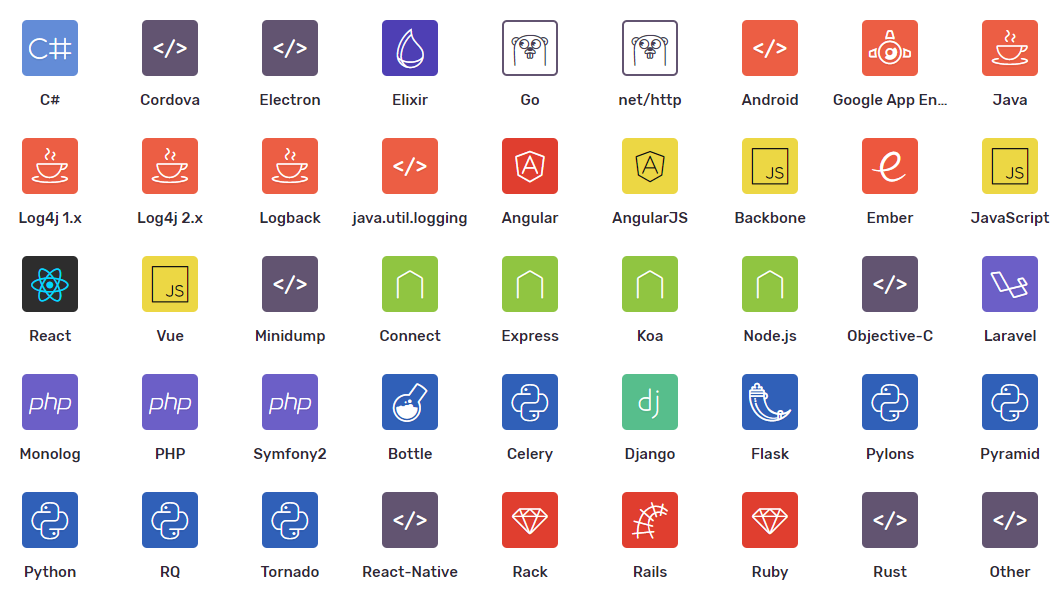 C#
Cordova
Electron
Elixir
Go
net/http
Android
Google App En...
Java
Log4j 1.x
Log4j 2.x
Logback
java.util.logging
Angular
AngularJS
Backbone
Ember
JavaScript
React
Vue
Minidump
Connect
Express
Koa
Node.js
Objective-C
Laravel
Monolog
PHP
Symfony2
Bottle
Celery
Django
Flask
Pylons
Pyramid
Python
RQ
Tornado
React-Native
Rack
Rails
Ruby
Rust
Other
C#
</>
</>
</>
</>
A
A
JS
e
JS
JS
</>
</>
php
php
php
dj
</>
</>
</>